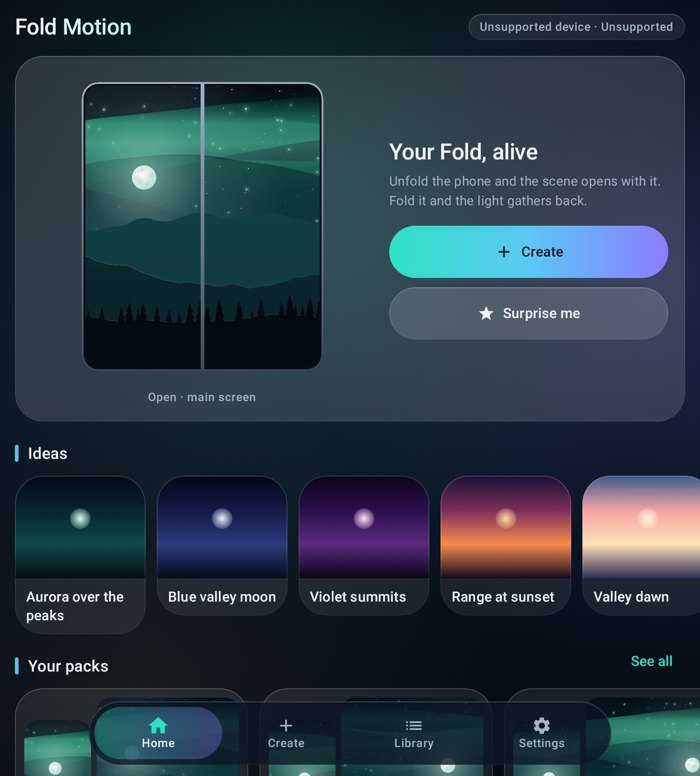 Fold Motion
Unsupported device · Unsupported
Your Fold, alive
Unfold the phone and the scene opens with it.
Fold it and the light gathers back.
Create
Surprise me
Open · main screen
Ideas
Aurora over the
peaks
Blue valley moon
Violet summits
Range at sunset
Valley dawn
Your packs
See all
Home
Create
Library
Settings